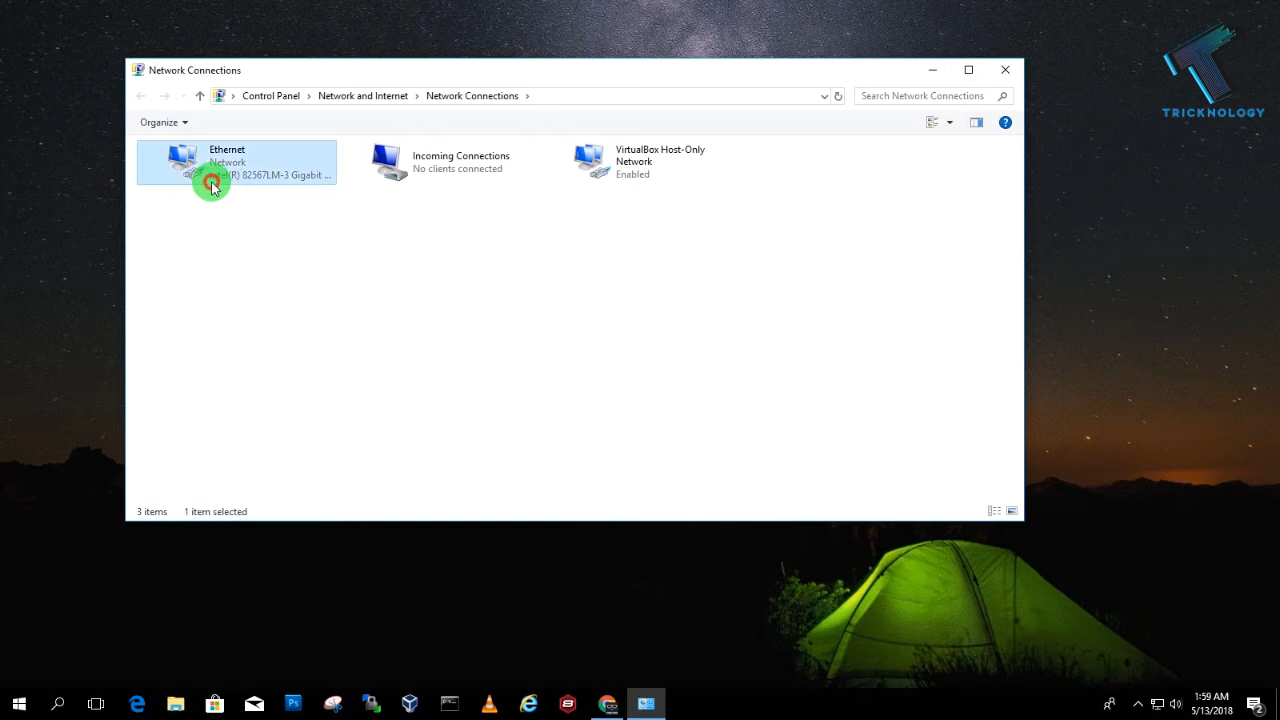 Network Connections
Control Panel
Network and Internet
Network Connections
Search Network Connections
Organize
Ethernet
Network
(R) 82567LM-3 Gigabit ...
Incoming Connections
No clients connected
VirtualBox Host-Only
Network
Enabled
3 items
1 item selected
TRICKNOLOGY
Ps
1:59 AM
5/13/2018
2